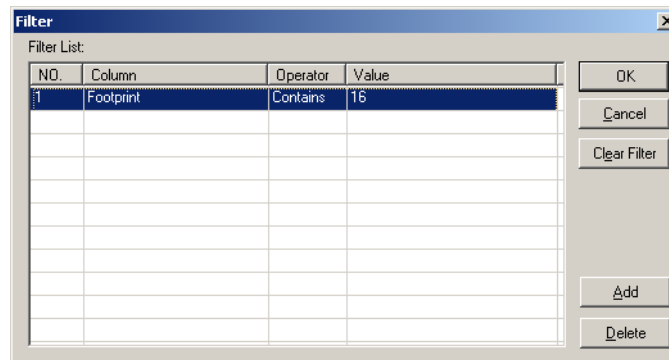 Filter
Filter List:
NO. Column Operator Value
1 Footprint Contains 16
OK
Cancel
Clear Filter
Add
Delete